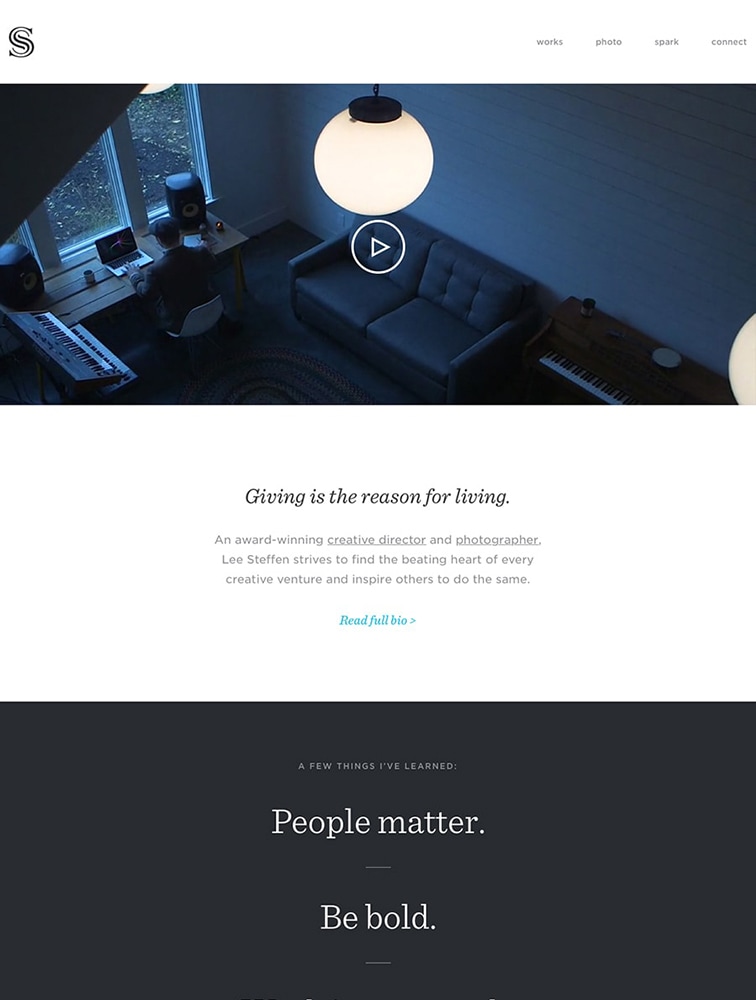 S
works photo spark connect
Giving is the reason for living.
An award-winning creative director and photographer,
Lee Steffen strives to find the beating heart of every
creative venture and inspire others to do the same.
Read full bio >
A FEW THINGS I'VE LEARNED:
People matter.
Be bold.